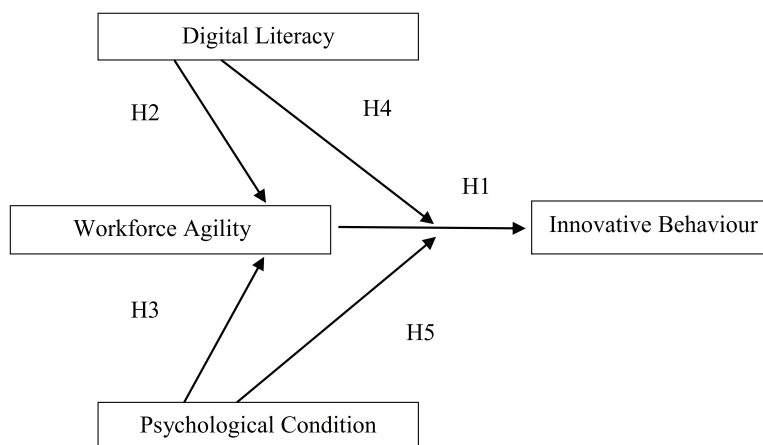 Digital Literacy
H2
H4
H1
Workforce Agility
Innovative Behaviour
H3
H5
Psychological Condition